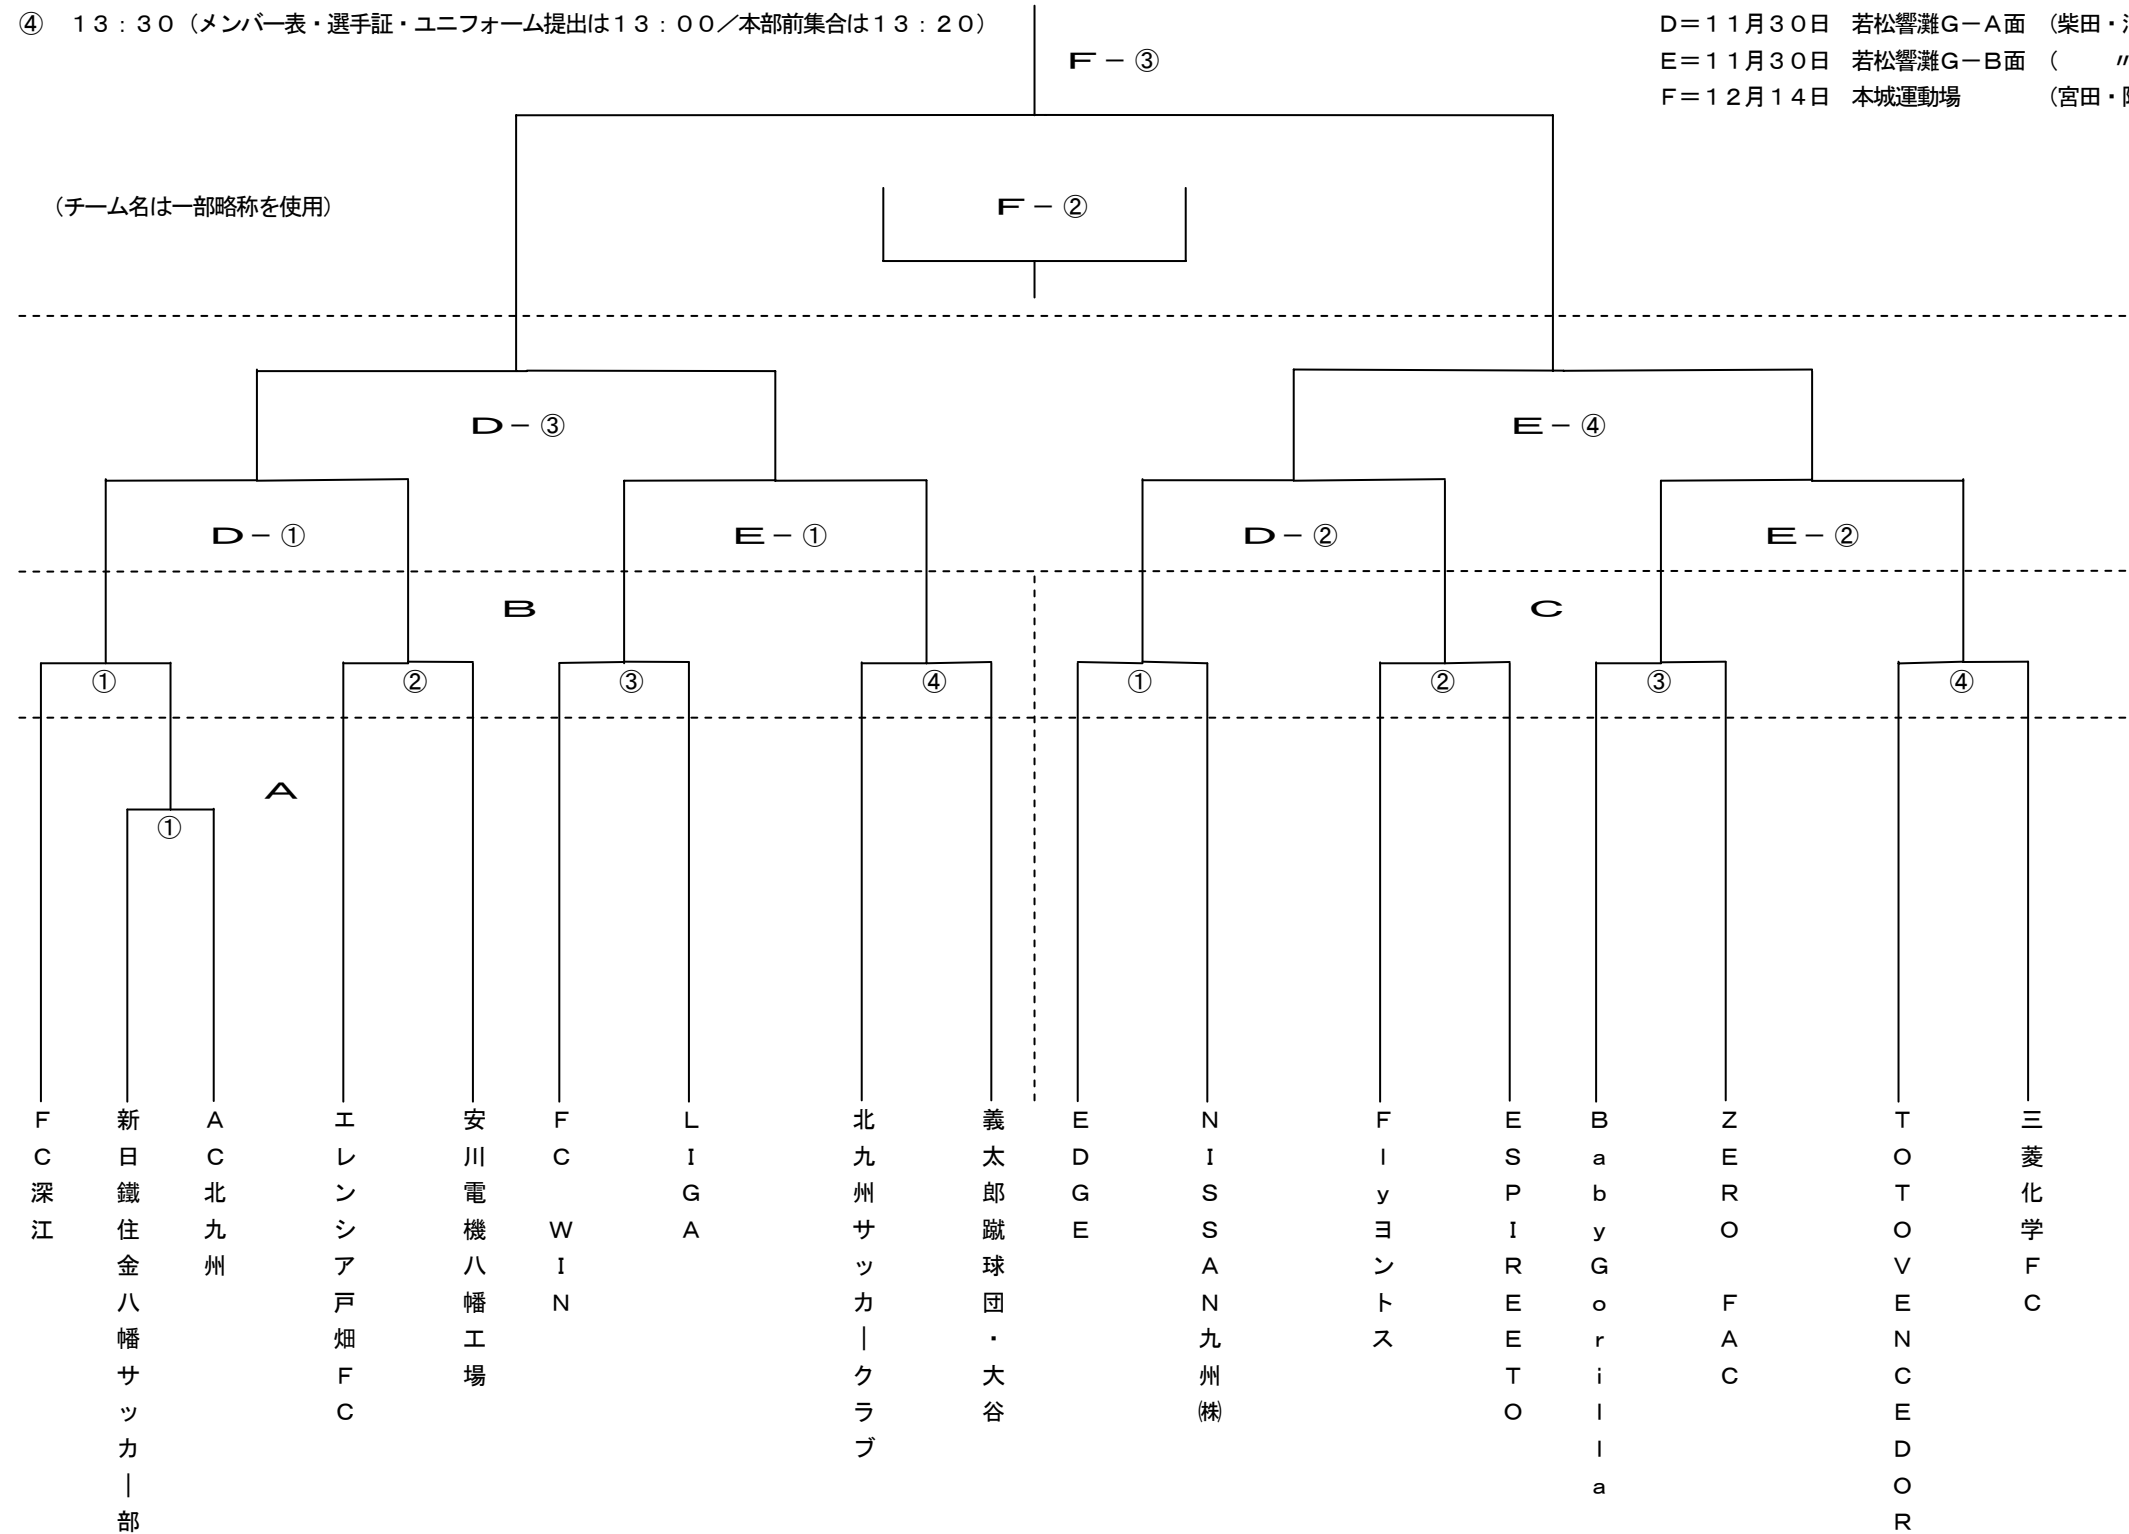 ④　１３：３０（メンバー表・選手証・ユニフォーム提出は１３：００／本部前集合は１３：２０）
Ｄ＝１１月３０日　若松響灘Ｇ－Ａ面　（柴田・
Ｅ＝１１月３０日　若松響灘Ｇ－Ｂ面　（　　〃
Ｆ＝１２月１４日　本城運動場　（宮田・
Ｆ－③
（チーム名は一部略称を使用）
Ｆ－②
Ｄ－③
Ｅ－④
Ｄ－①
Ｅ－①
Ｄ－②
Ｅ－②
Ｂ
Ｃ
①
②
③
④
①
②
③
④
Ａ
①
ＦＣ深江
新日鐵住金八幡サッカー部
ＡＣ北九州
エレンシア戸畑ＦＣ
安川電機八幡工場
ＦＣ　ＷＩＮ
ＬＩＧＡ
北九州サッカークラブ
義太郎蹴球団・大谷
ＥＤＧＥ
ＮＩＳＳＡＮ九州㈱
Ｆｌｙヨントス
ＥＳＰＩＲＥＥＴＯ
ＢａｂｙＧｏｒｉｌｌａ
ＺＥＲＯ　ＦＡＣ
ＴＯＴＯＶＥＮＣＥＤＯＲ
三菱化学ＦＣ